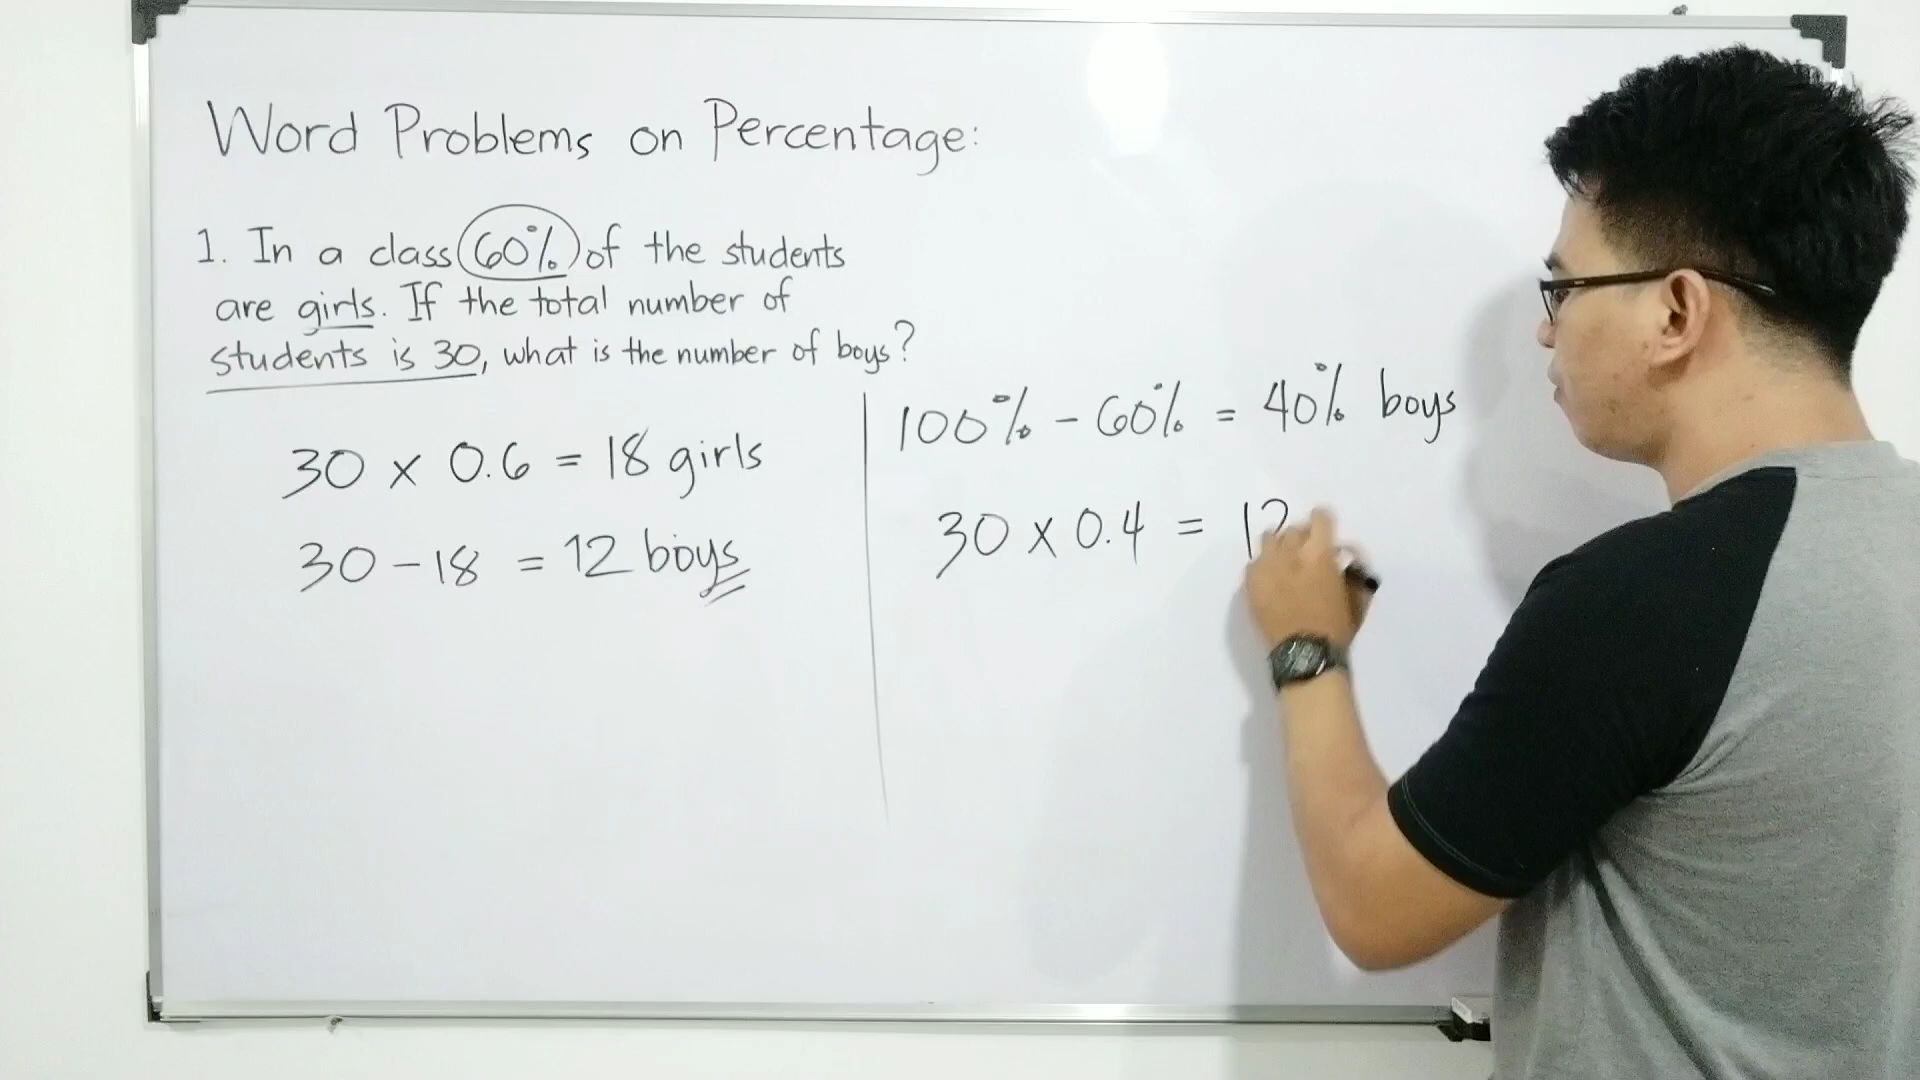 Word Problems on Percentage:
1. In a class 60% of the students
are girls. If the total number of
students is 30, what is the number of boys?
30 x 0.6 = 18 girls
30 - 18 = 12 boys
100% - 60% = 40% boys
30 x 0.4 = 12